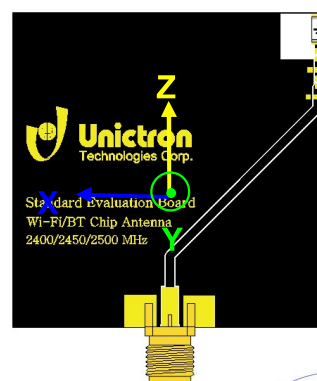 Z
Unictron
Technologies Corp.
X
Standard Evaluation Board
Wi-Fi/BT Chip Antenna
Y
2400/2450/2500 MHz